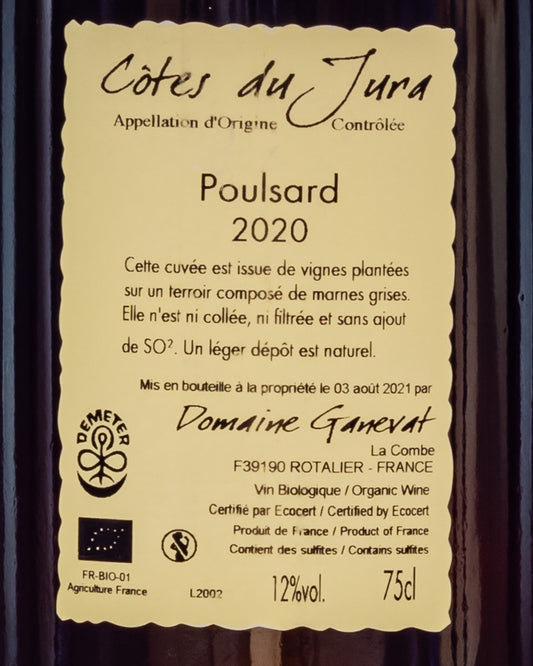 Côtes du Jura
Appellation d'Origine Contrôlée
Poulsard
2020
Cette cuvée est issue de vignes plantées
sur un terroir composé de marnes grises.
Elle n'est ni collée, ni filtrée et sans ajout
de SO². Un léger dépôt est naturel.
Mis en bouteille à la propriété le 03 août 2021 par
Domaine Ganevat
La Combe
F39190 ROTALIER - FRANCE
DEMETER
Vin Biologique / Organic Wine
Certifié par Ecocert / Certified by Ecocert
Produit de France / Product of France
Contient des sulfites / Contains sulfites
FR-BIO-01
Agriculture France
L2002
12%vol.
75cl